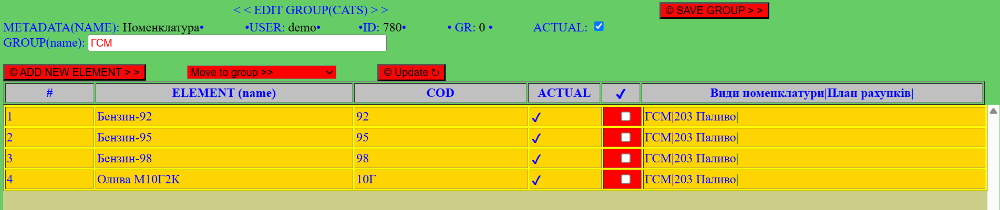 < < EDIT GROUP(CATS) > > © SAVE GROUP > >
METADATA(NAME): Номенклатура• •USER: demo• •ID: 780• • GR: 0 • ACTUAL:
GROUP(name): ГСМ
© ADD NEW ELEMENT > > Move to group >> © Update ↻
# ELEMENT (name) COD ACTUAL ✓ Види номенклатури|План рахунків|
1 Бензин-92 92 ✓ ГСМ|203 Паливо|
2 Бензин-95 95 ✓ ГСМ|203 Паливо|
3 Бензин-98 98 ✓ ГСМ|203 Паливо|
4 Олива М10Г2К 10Г ✓ ГСМ|203 Паливо|